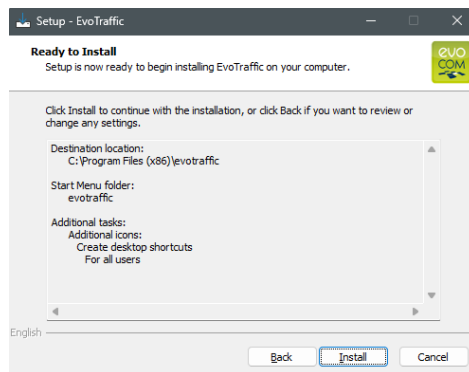 Setup - EvoTraffic
Ready to Install
Setup is now ready to begin installing EvoTraffic on your computer.
evo
COM
Click Install to continue with the installation, or click Back if you want to review or
change any settings.
Destination location:
C:\Program Files (x86)\evotraffic
Start Menu folder:
evotraffic
Additional tasks:
Additional icons:
Create desktop shortcuts
For all users
English
Back
Install
Cancel